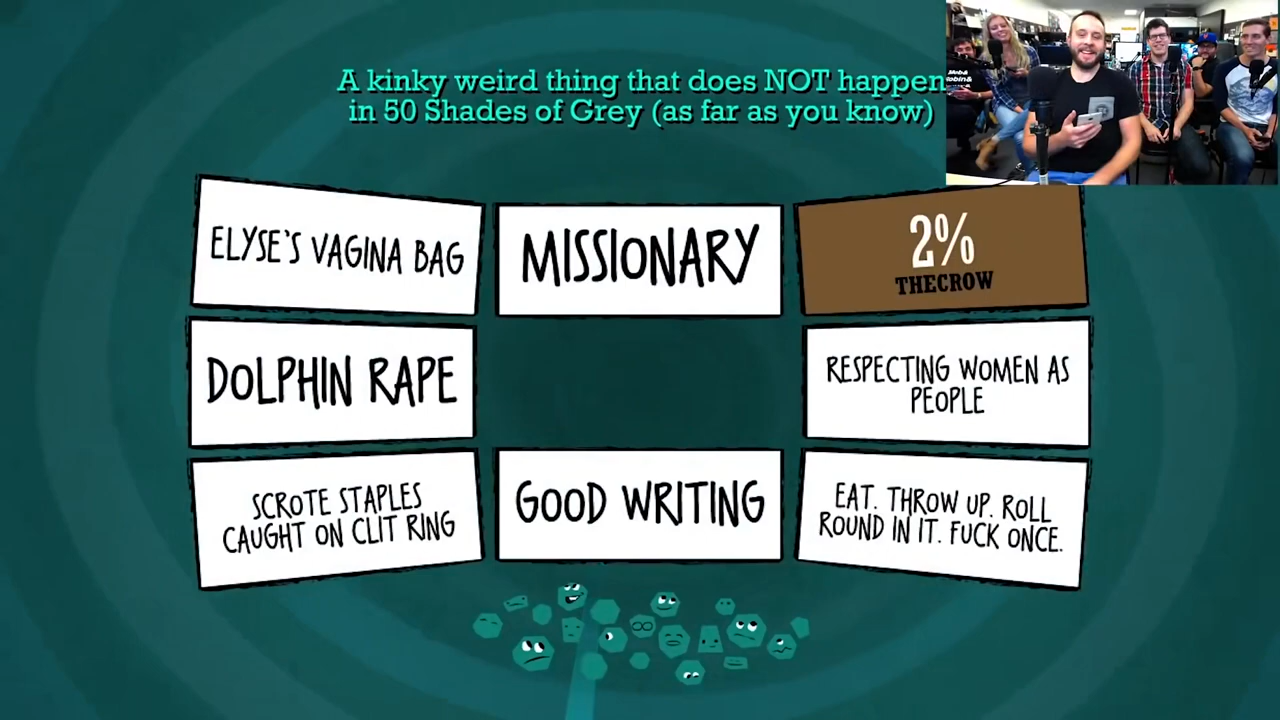 A kinky weird thing that does NOT happen
in 50 Shades of Grey (as far as you know)
ELYSE'S VAGINA BAG
MISSIONARY
2%
THECROW
DOLPHIN RAPE
RESPECTING WOMEN AS
PEOPLE
SCROTE STAPLES
CAUGHT ON CLIT RING
GOOD WRITING
EAT. THROW UP. ROLL
ROUND IN IT. FUCK ONCE.